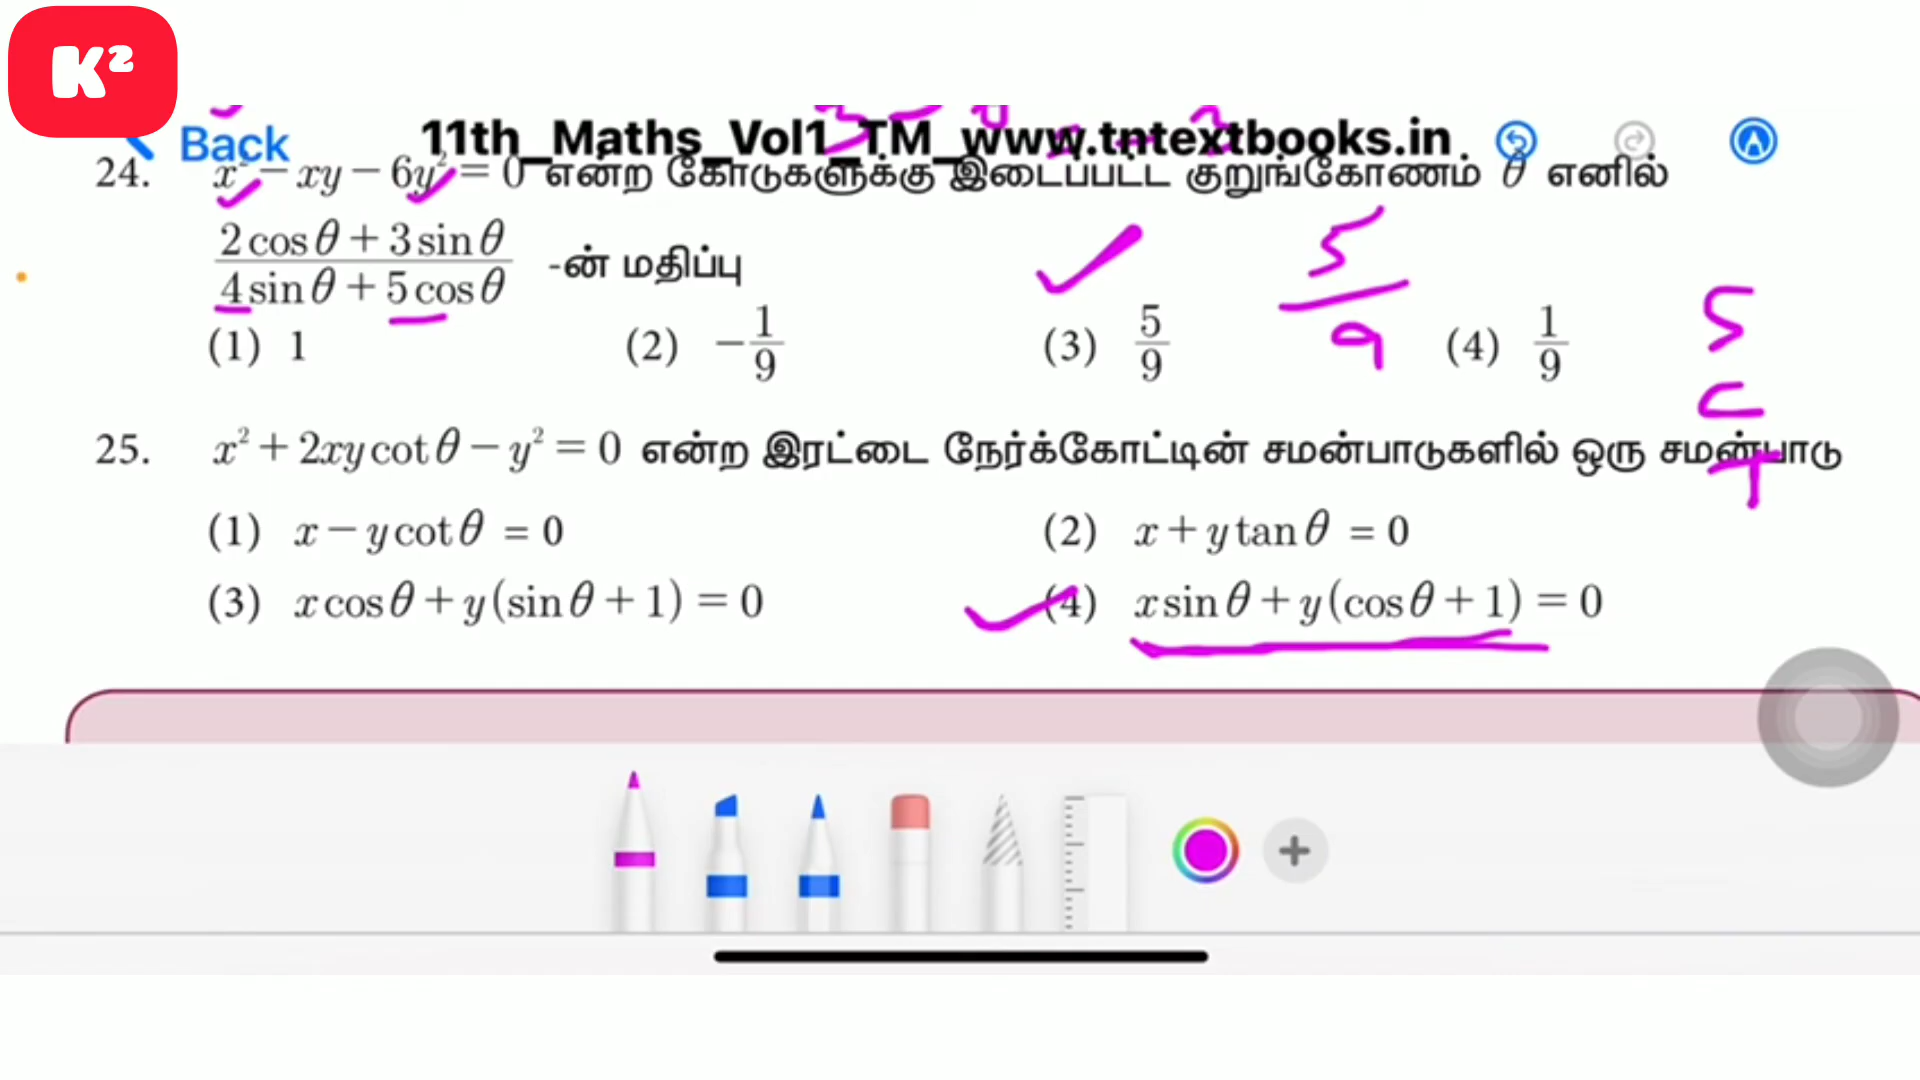 K²
Back 11th_Maths_Vol1_TM_www.tntextbooks.in
24. x² − xy − 6y² = 0 என்ற கோடுகளுக்கு இடைப்பட்ட குறுங்கோணம் θ எனில்
2 cos θ + 3 sin θ / 4 sin θ + 5 cos θ -ன் மதிப்பு
5/9
(1) 1 (2) −1/9 (3) 5/9 (4) 1/9
S
C
T
25. x² + 2xy cot θ − y² = 0 என்ற இரட்டை நேர்க்கோட்டின் சமன்பாடுகளில் ஒரு சமன்பாடு
(1) x − y cot θ = 0 (2) x + y tan θ = 0
(3) x cos θ + y (sin θ + 1) = 0 (4) x sin θ + y (cos θ + 1) = 0